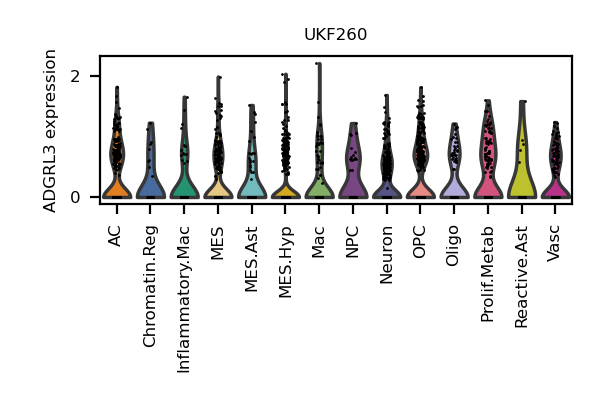 UKF260
ADGRL3 expression
2
0
AC
Chromatin.Reg
Inflammatory.Mac
MES
MES.Ast
MES.Hyp
Mac
NPC
Neuron
OPC
Oligo
Prolif.Metab
Reactive.Ast
Vasc